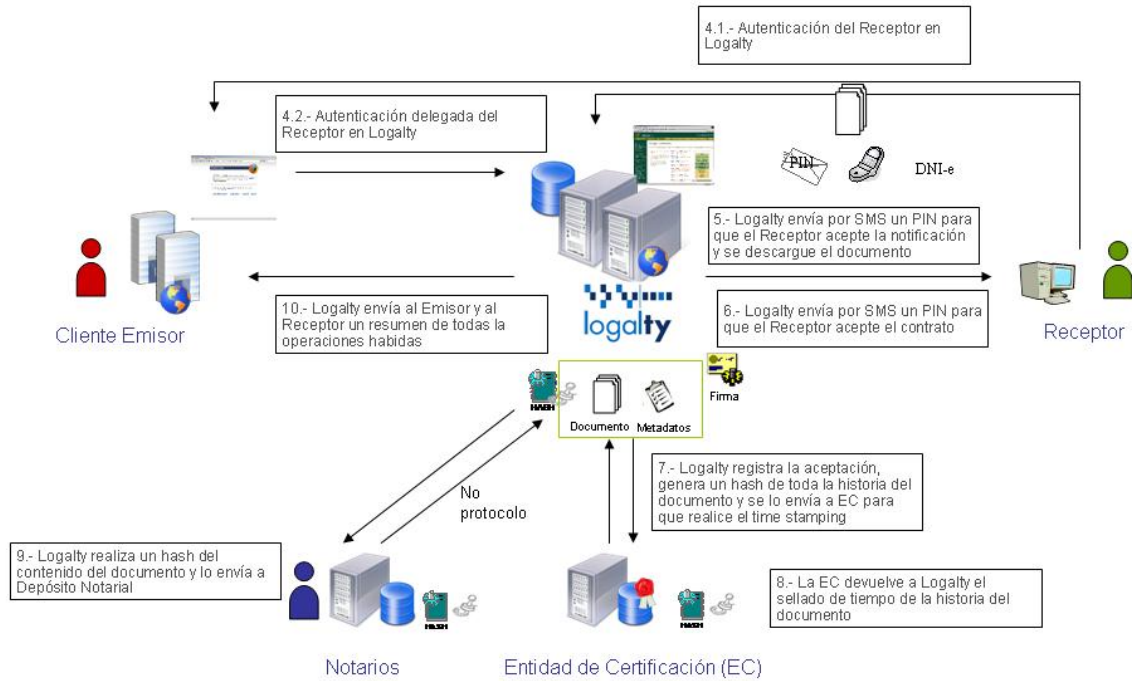 4.1.- Autenticación del Receptor en
Logalty
4.2.- Autenticación delegada del
Receptor en Logalty
PIN
DNI-e
5.- Logalty envía por SMS un PIN para
que el Receptor acepte la notificación
y se descargue el documento
10.- Logalty envía al Emisor y al
Receptor un resumen de todas la
operaciones habidas
logalty
6.- Logalty envía por SMS un PIN para
que el Receptor acepte el contrato
Cliente Emisor
Receptor
HASH
Documento
Metadatos
Firma
7.- Logalty registra la aceptación,
genera un hash de toda la historia del
documento y se lo envía a EC para
que realice el time stamping
No
protocolo
9.- Logalty realiza un hash del
contenido del documento y lo envía a
Depósito Notarial
HASH
HASH
8.- La EC devuelve a Logalty el
sellado de tiempo de la historia del
documento
Notarios
Entidad de Certificación (EC)